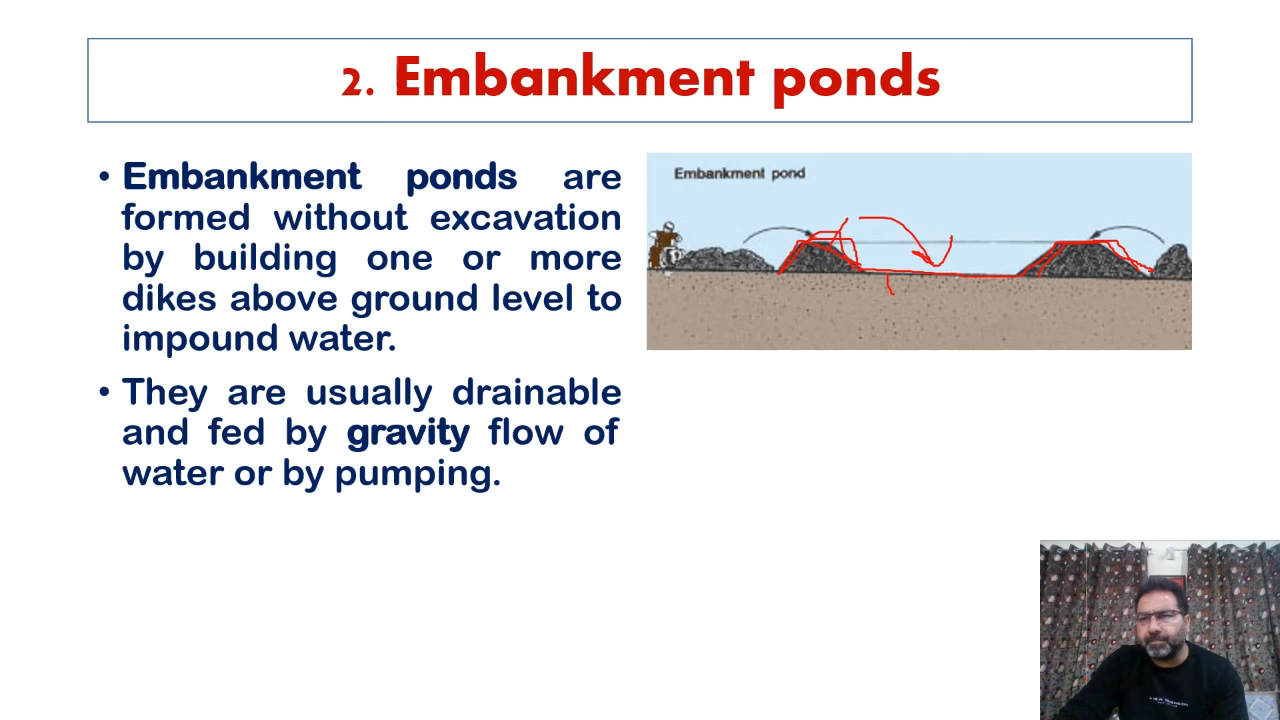 2. Embankment ponds
• Embankment ponds are
formed without excavation
by building one or more
dikes above ground level to
impound water.
• They are usually drainable
and fed by gravity flow of
water or by pumping.
Embankment pond